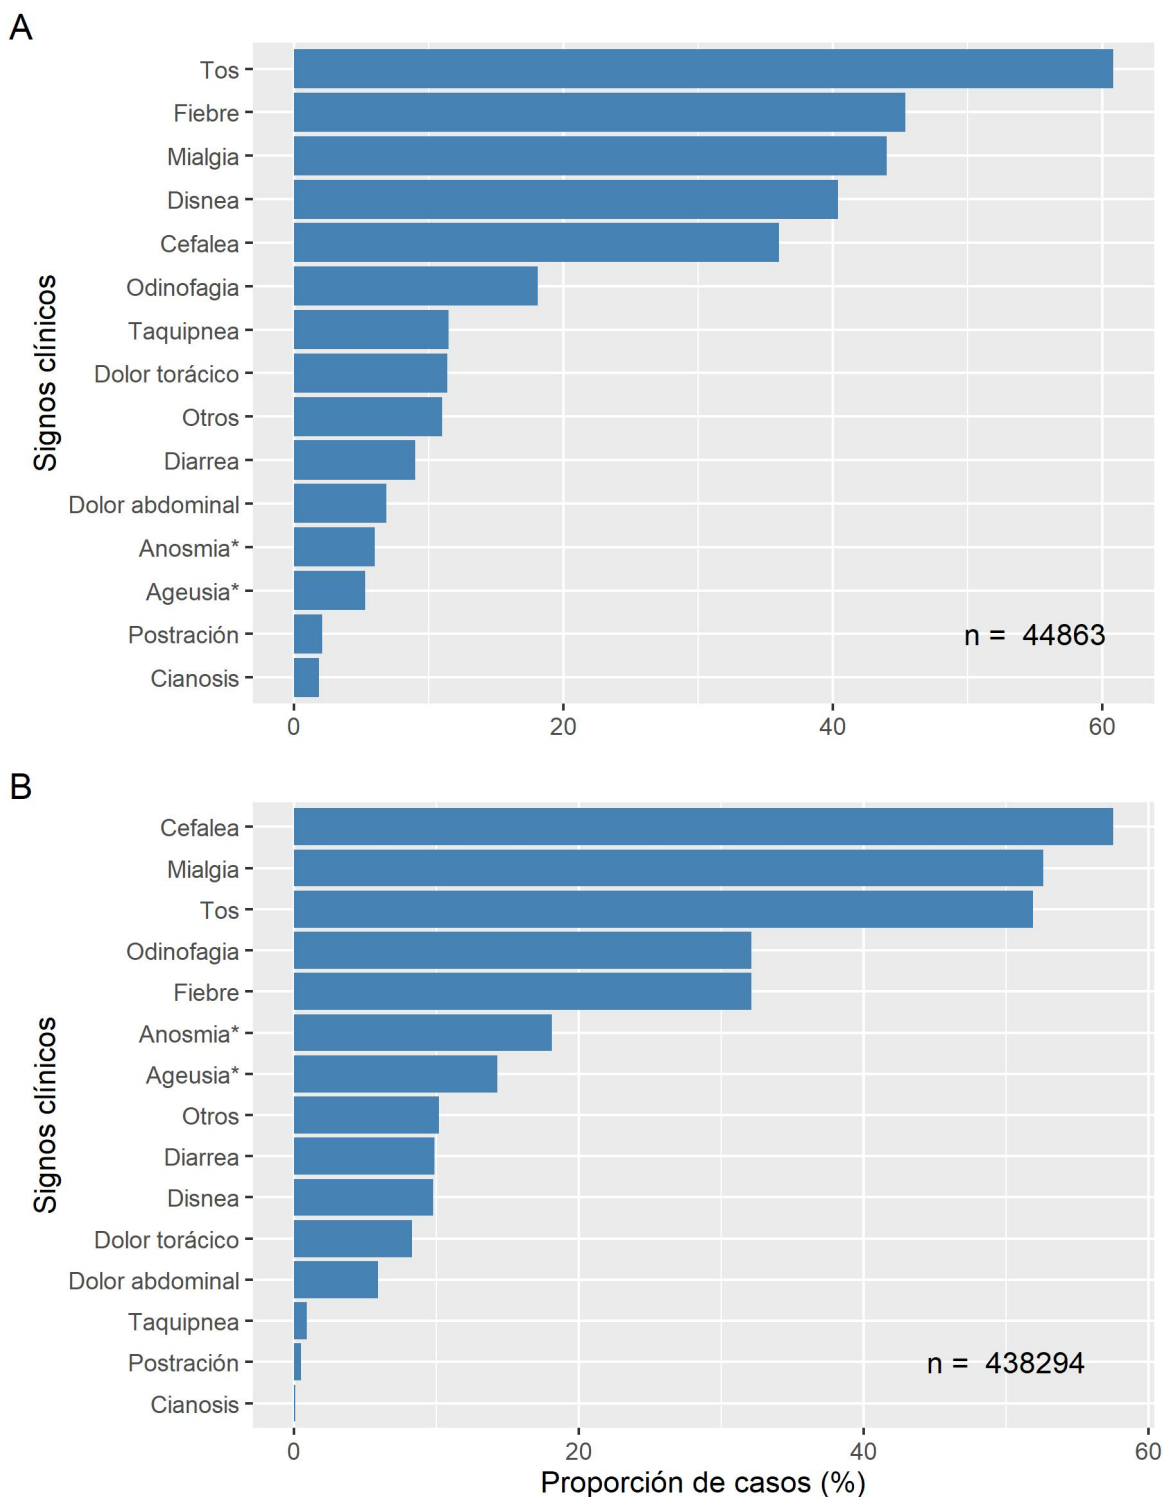 A
Signos clínicos
Tos
Fiebre
Mialgia
Disnea
Cefalea
Odinofagia
Taquipnea
Dolor torácico
Otros
Diarrea
Dolor abdominal
Anosmia*
Ageusia*
Postración
Cianosis
n = 44863
0 20 40 60
B
Signos clínicos
Cefalea
Mialgia
Tos
Odinofagia
Fiebre
Anosmia*
Ageusia*
Otros
Diarrea
Disnea
Dolor torácico
Dolor abdominal
Taquipnea
Postración
Cianosis
n = 438294
0 20 40 60
Proporción de casos (%)